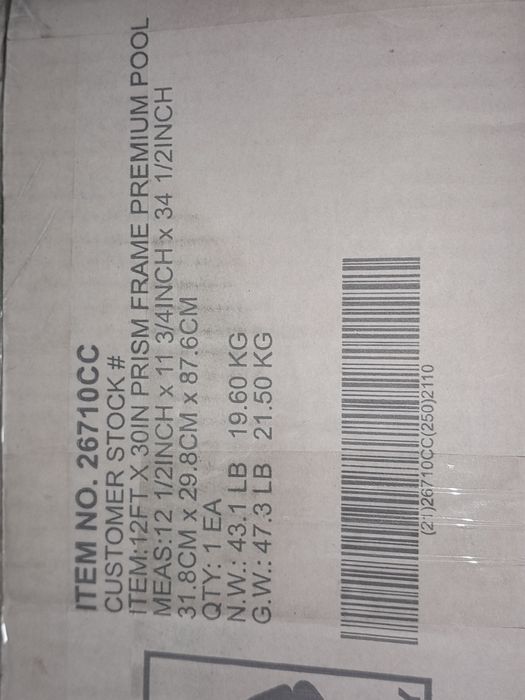 ITEM NO. 26710CC
CUSTOMER STOCK #
ITEM:12FT X 30IN PRISM FRAME PREMIUM POOL
MEAS:12 1/2INCH x 11 3/4INCH x 34 1/2INCH
31.8CM x 29.8CM x 87.6CM
QTY: 1 EA
N.W.: 43.1 LB 19.60 KG
G.W.: 47.3 LB 21.50 KG
(2:1)26710CC(250)2110